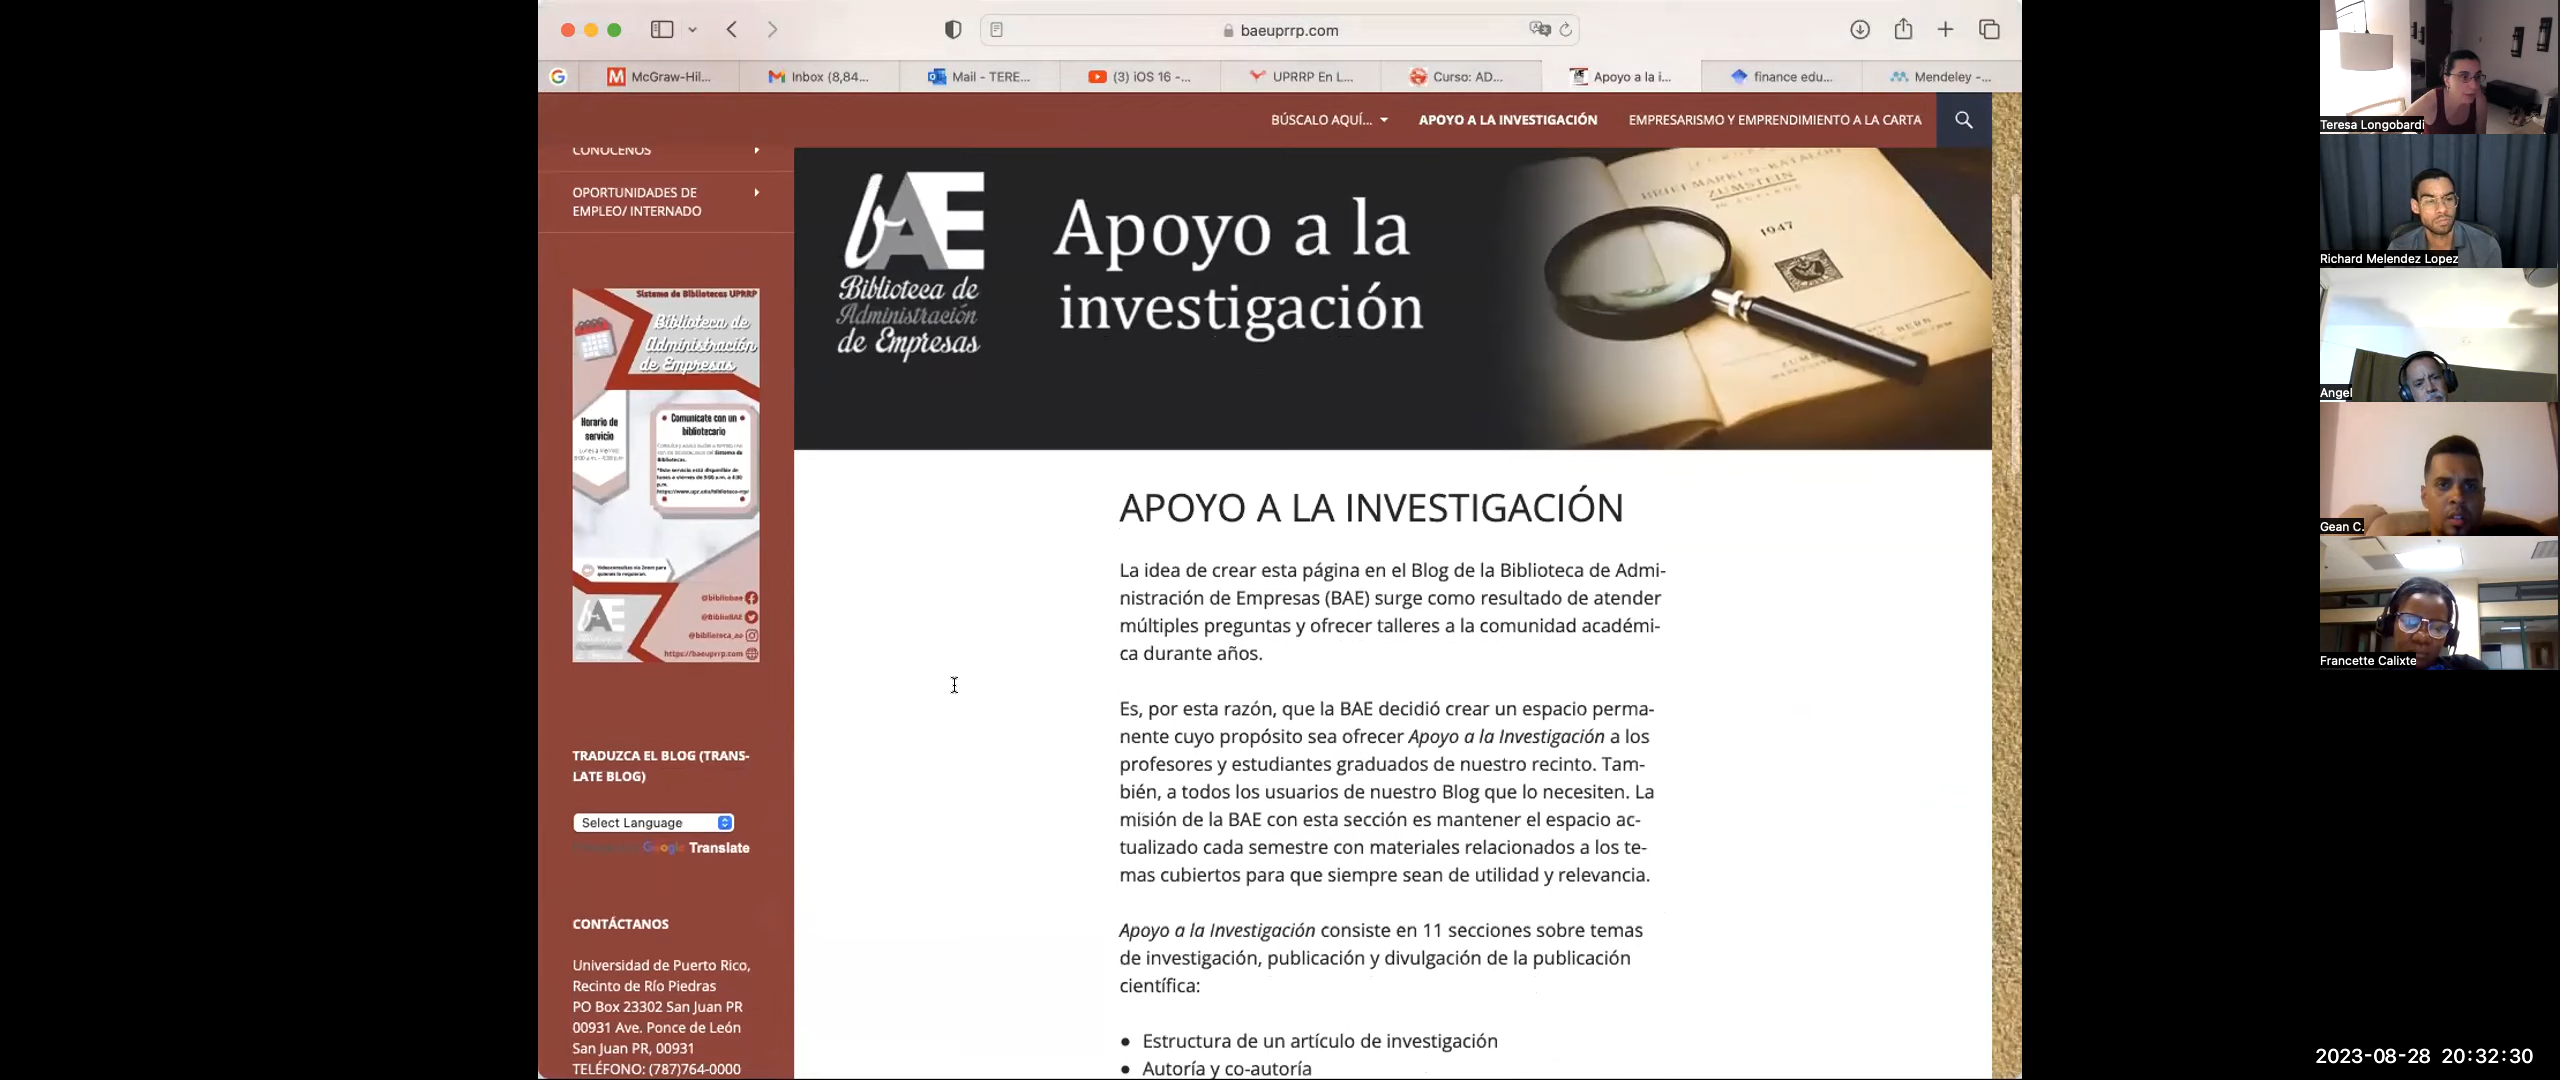 baeuprrp.com
McGraw-Hil...
Inbox (8,84...
Mail - TERE...
(3) iOS 16 -...
UPRRP En L...
Curso: AD...
Apoyo a la i...
finance edu...
Mendeley -...
BÚSCALO AQUÍ...
APOYO A LA INVESTIGACIÓN
EMPRESARISMO Y EMPRENDIMIENTO A LA CARTA
CONÓCENOS
OPORTUNIDADES DE
EMPLEO/ INTERNADO
Sistema de Bibliotecas UPRRP
Biblioteca de
Administración
de Empresas
Horario de
servicio
Comunícate con un
bibliotecario
@bibliobae
@BiblioBAE
@biblioteca_ae
https://baeuprrp.com
TRADUZCA EL BLOG (TRANS-
LATE BLOG)
Select Language
Google Translate
CONTÁCTANOS
Universidad de Puerto Rico,
Recinto de Río Piedras
PO Box 23302 San Juan PR
00931 Ave. Ponce de León
San Juan PR, 00931
TELÉFONO: (787)764-0000
bAE
Biblioteca de
Administración
de Empresas
Apoyo a la
investigación
BRIEFMARKEN-KATALOG
ZUMSTEIN
1947
APOYO A LA INVESTIGACIÓN
La idea de crear esta página en el Blog de la Biblioteca de Admi-
nistración de Empresas (BAE) surge como resultado de atender
múltiples preguntas y ofrecer talleres a la comunidad académi-
ca durante años.
Es, por esta razón, que la BAE decidió crear un espacio perma-
nente cuyo propósito sea ofrecer Apoyo a la Investigación a los
profesores y estudiantes graduados de nuestro recinto. Tam-
bién, a todos los usuarios de nuestro Blog que lo necesiten. La
misión de la BAE con esta sección es mantener el espacio ac-
tualizado cada semestre con materiales relacionados a los te-
mas cubiertos para que siempre sean de utilidad y relevancia.
Apoyo a la Investigación consiste en 11 secciones sobre temas
de investigación, publicación y divulgación de la publicación
científica:
• Estructura de un artículo de investigación
• Autoría y co-autoría
Teresa Longobardi
Richard Melendez Lopez
Angel
Gean C.
Francette Calixte
2023-08-28 20:32:30